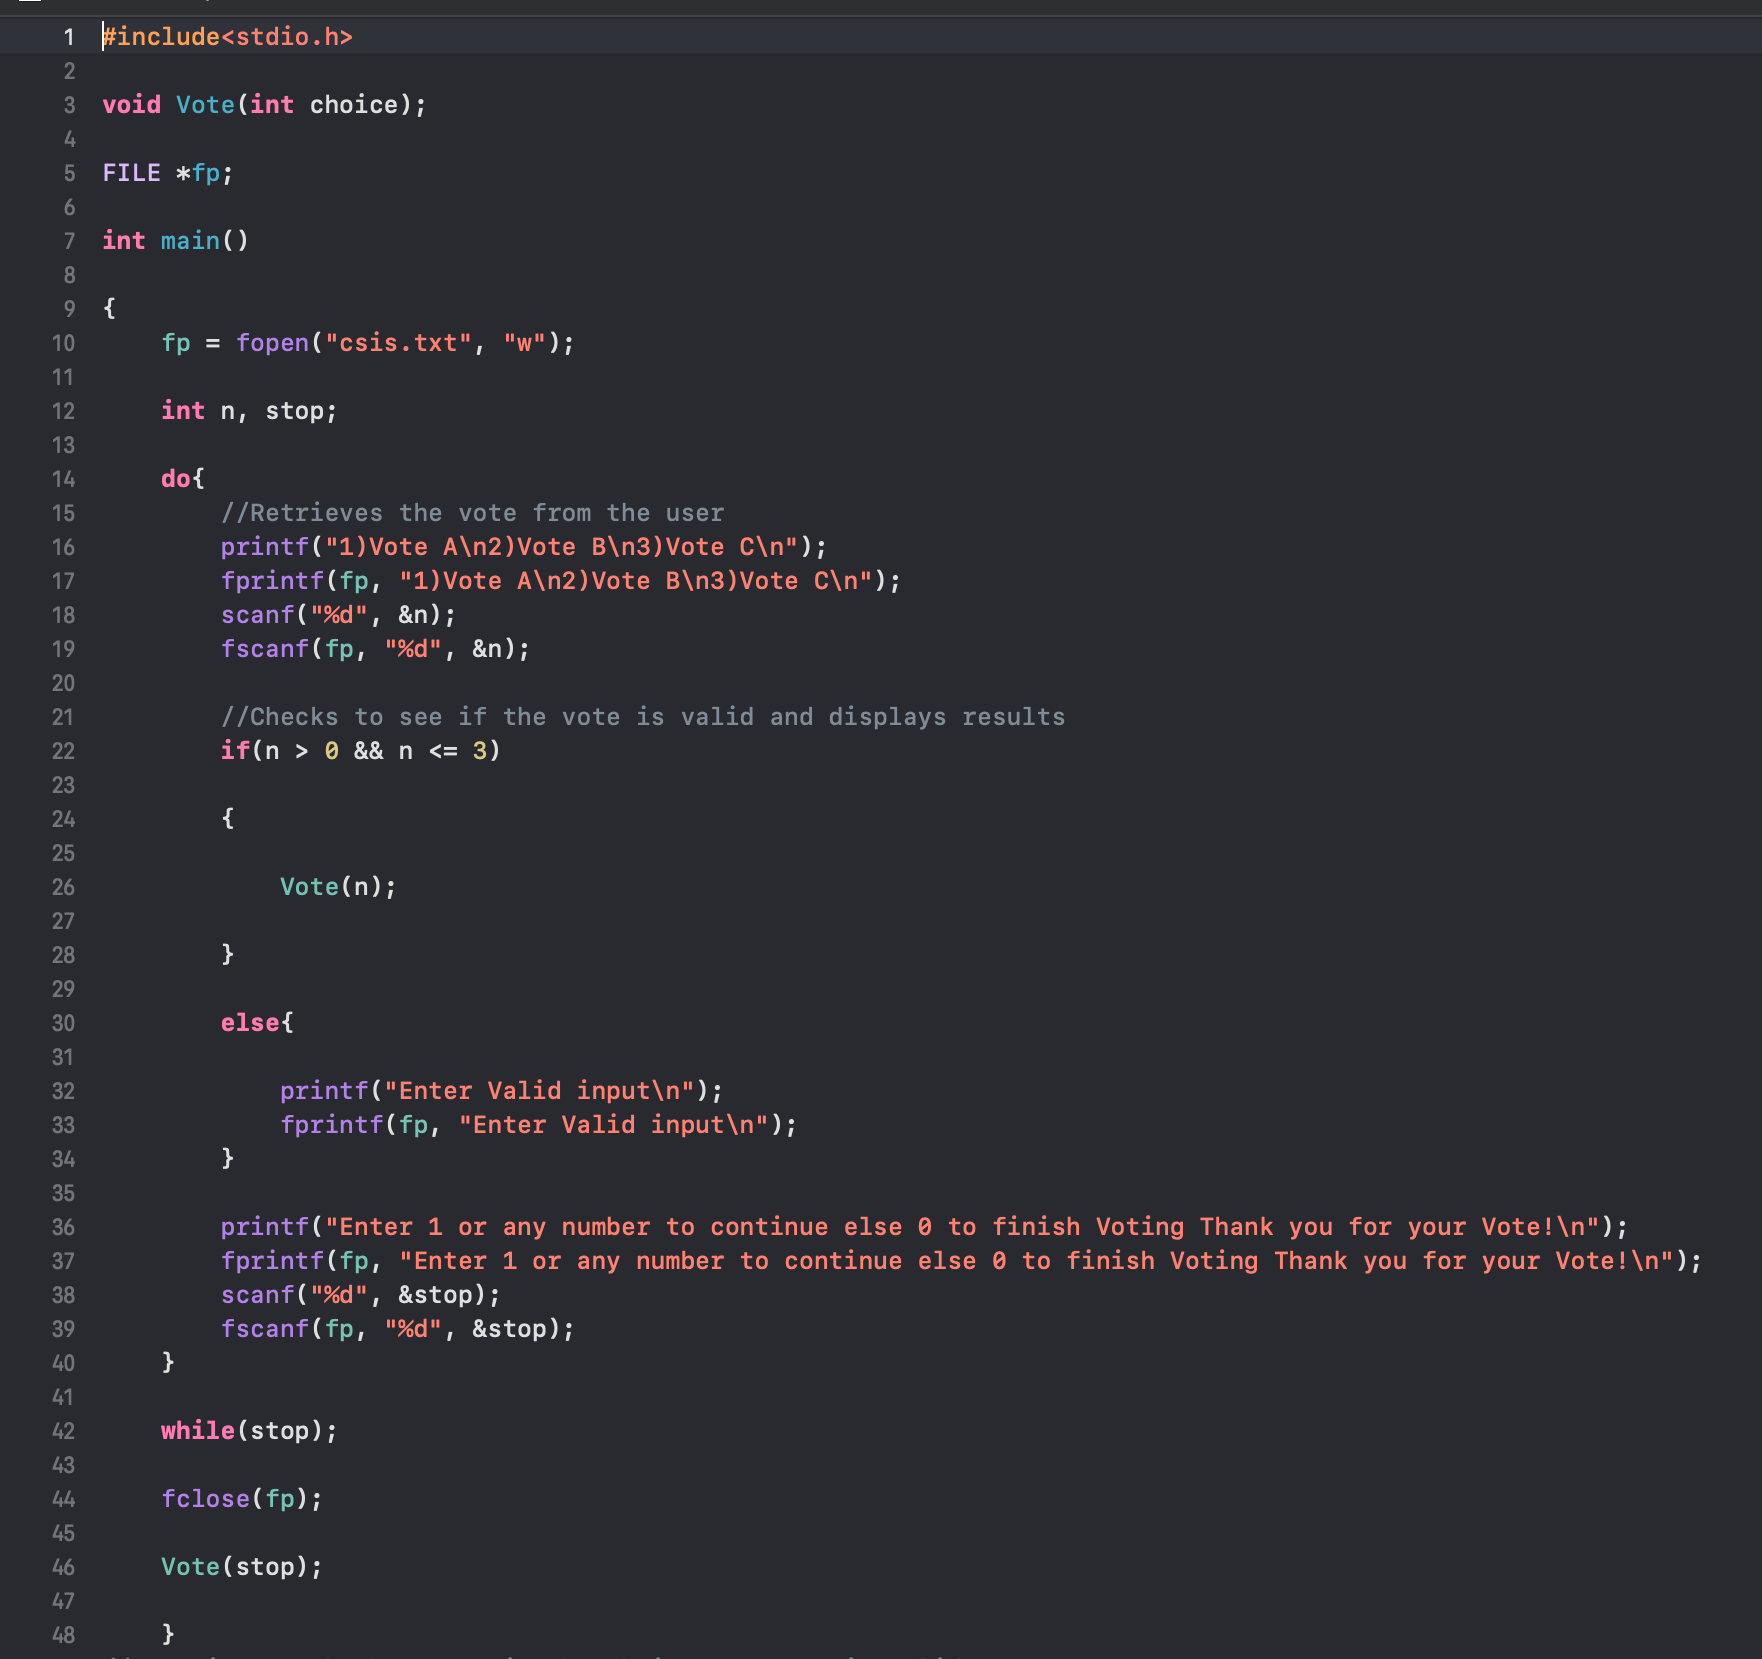 1 #include<stdio.h>
2
3 void Vote(int choice);
4
5 FILE *fp;
6
7 int main()
8
9 {
10     fp = fopen("csis.txt", "w");
11
12     int n, stop;
13
14     do{
15         //Retrieves the vote from the user
16         printf("1)Vote A\n2)Vote B\n3)Vote C\n");
17         fprintf(fp, "1)Vote A\n2)Vote B\n3)Vote C\n");
18         scanf("%d", &n);
19         fscanf(fp, "%d", &n);
20
21         //Checks to see if the vote is valid and displays results
22         if(n > 0 && n <= 3)
23
24         {
25
26             Vote(n);
27
28         }
29
30         else{
31
32             printf("Enter Valid input\n");
33             fprintf(fp, "Enter Valid input\n");
34         }
35
36         printf("Enter 1 or any number to continue else 0 to finish Voting Thank you for your Vote!\n");
37         fprintf(fp, "Enter 1 or any number to continue else 0 to finish Voting Thank you for your Vote!\n");
38         scanf("%d", &stop);
39         fscanf(fp, "%d", &stop);
40     }
41
42     while(stop);
43
44     fclose(fp);
45
46     Vote(stop);
47
48     }